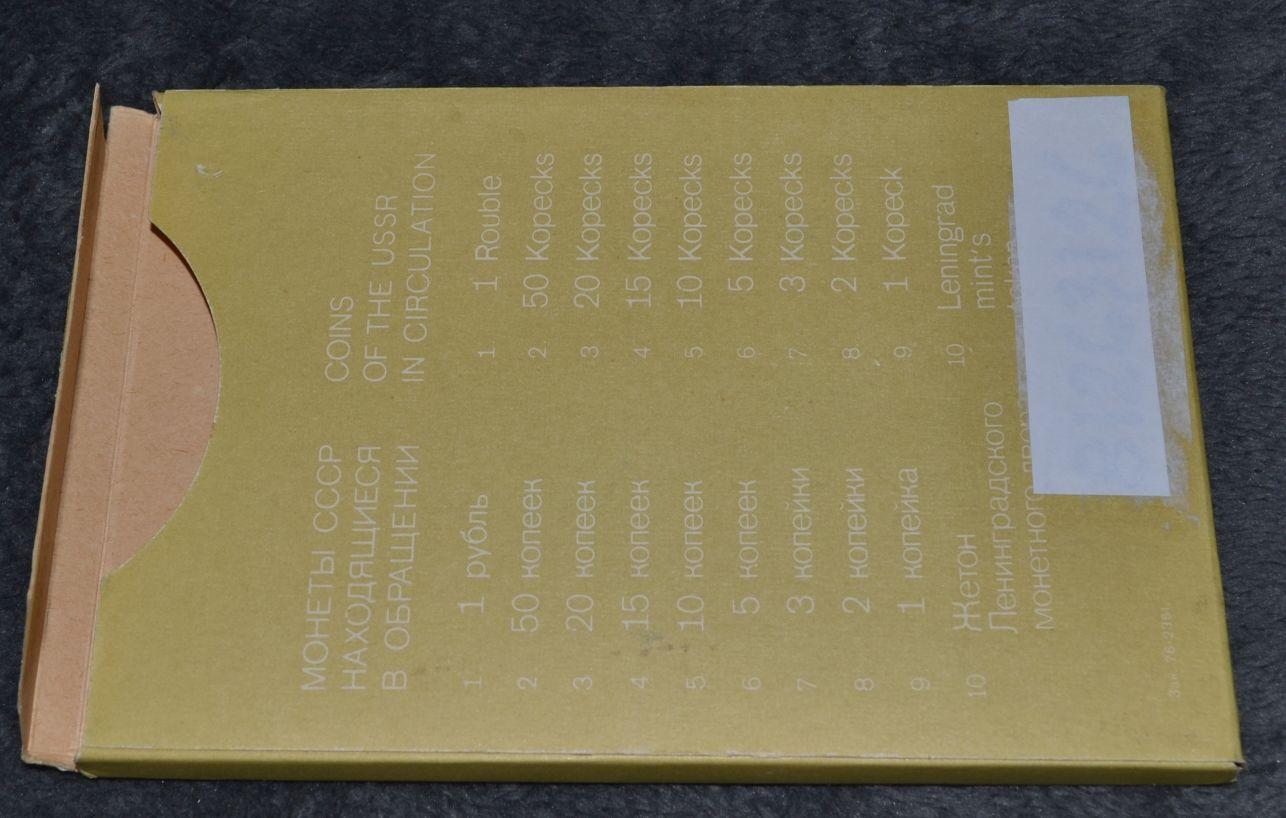 МОНЕТЫ СССР
НАХОДЯЩИЕСЯ
В ОБРАЩЕНИИ
1 1 рубль
2 50 копеек
3 20 копеек
4 15 копеек
5 10 копеек
6 5 копеек
7 3 копейки
8 2 копейки
9 1 копейка
10 Жетон
Ленинградского
монетного
COINS
OF THE USSR
IN CIRCULATION
1 1 Rouble
2 50 Kopecks
3 20 Kopecks
4 15 Kopecks
5 10 Kopecks
6 5 Kopecks
7 3 Kopecks
8 2 Kopecks
9 1 Kopeck
10 Leningrad
mint's